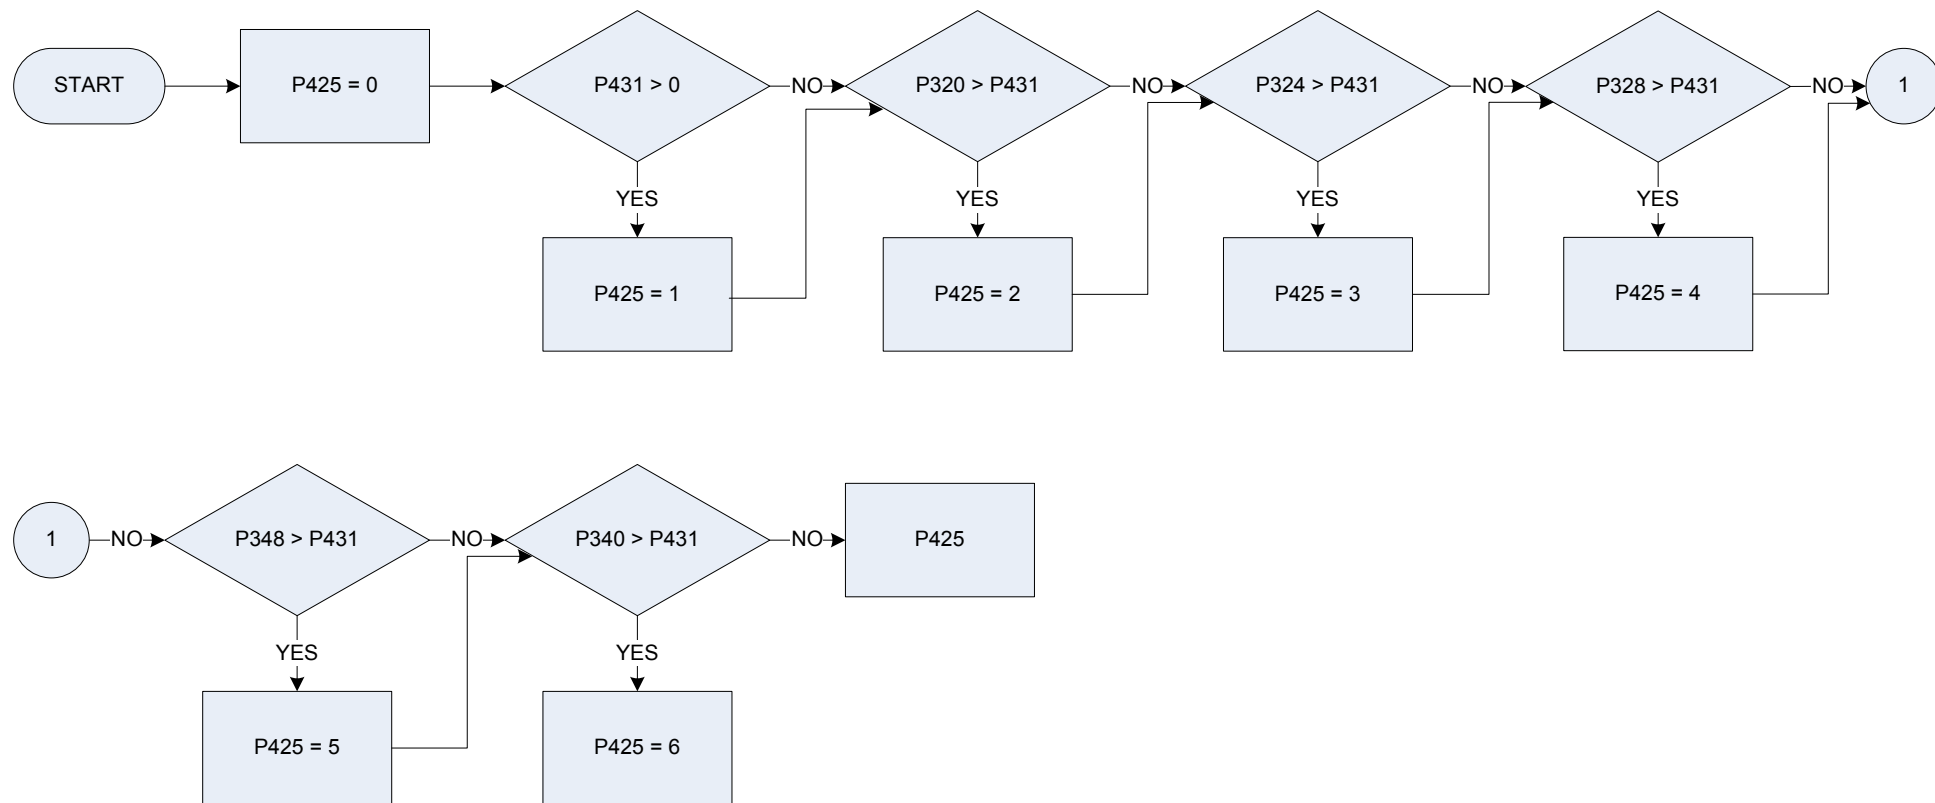 START
P425 = 0
P431 > 0
NO
P320 > P431
NO
P324 > P431
NO
P328 > P431
NO
1
YES
YES
YES
YES
P425 = 1
P425 = 2
P425 = 3
P425 = 4
1
NO
P348 > P431
NO
P340 > P431
NO
P425
YES
YES
P425 = 5
P425 = 6